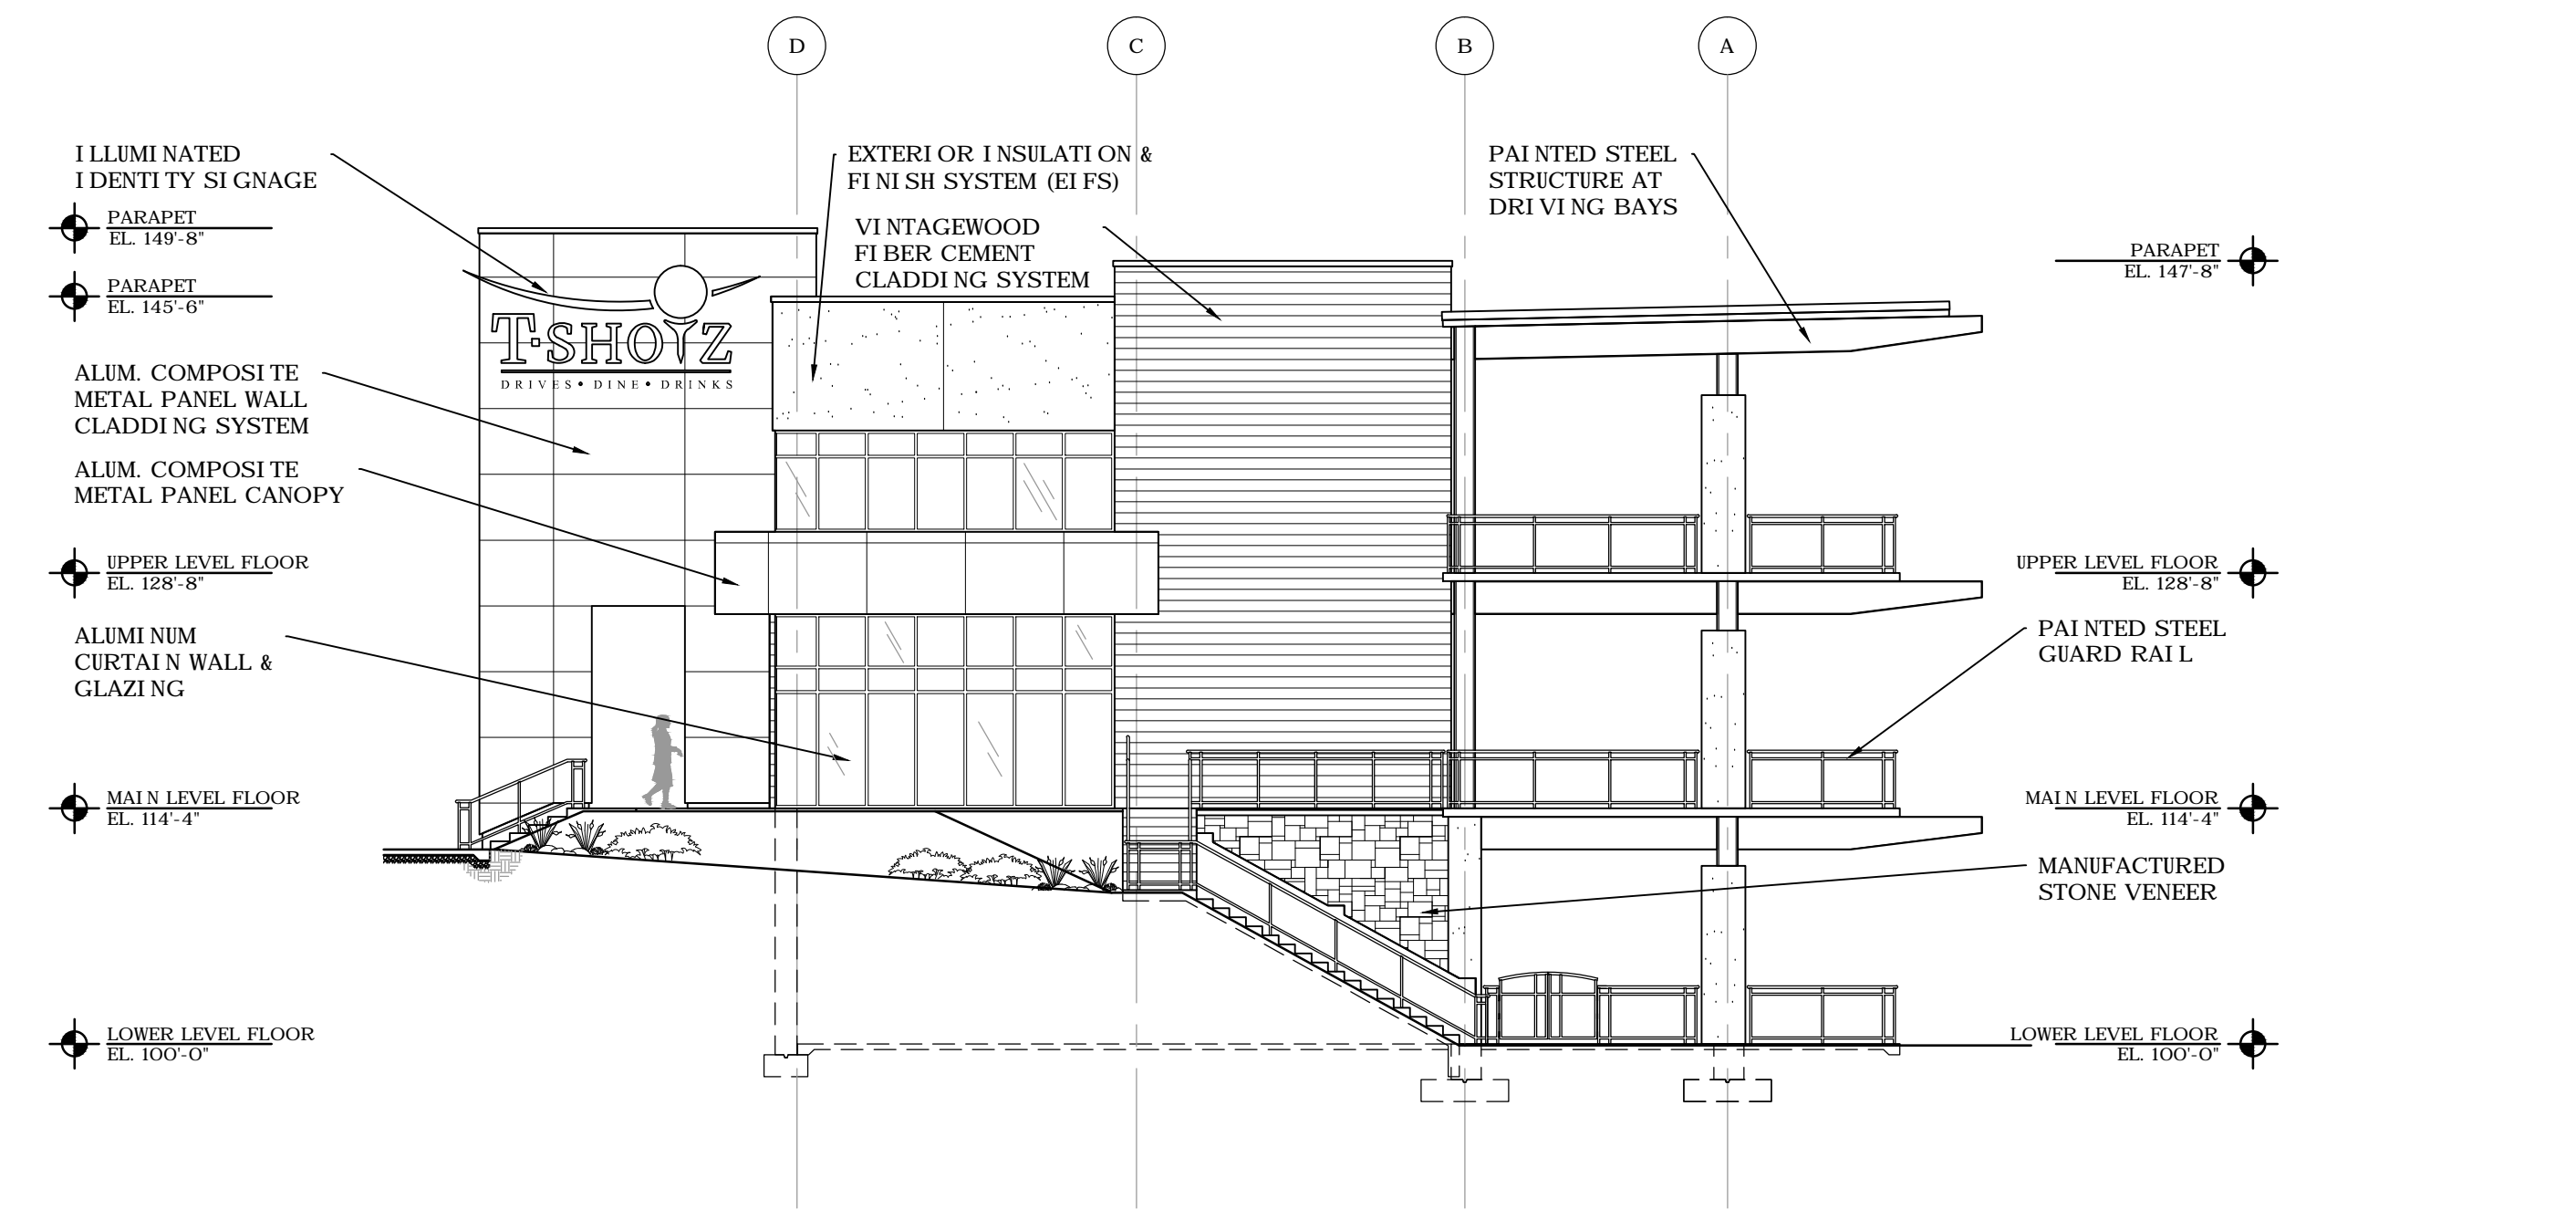 D
C
B
A
ILLUMINATED
IDENTITY SIGNAGE
EXTERIOR INSULATION &
FINISH SYSTEM (EIFS)
PAINTED STEEL
STRUCTURE AT
DRIVING BAYS
VINTAGEWOOD
FIBER CEMENT
CLADDING SYSTEM
PARAPET
EL. 149'-8"
PARAPET
EL. 147'-8"
PARAPET
EL. 145'-6"
T·SHOTZ
DRIVES • DINE • DRINKS
ALUM. COMPOSITE
METAL PANEL WALL
CLADDING SYSTEM
ALUM. COMPOSITE
METAL PANEL CANOPY
UPPER LEVEL FLOOR
EL. 128'-8"
UPPER LEVEL FLOOR
EL. 128'-8"
ALUMINUM
CURTAIN WALL &
GLAZING
PAINTED STEEL
GUARD RAIL
MAIN LEVEL FLOOR
EL. 114'-4"
MAIN LEVEL FLOOR
EL. 114'-4"
MANUFACTURED
STONE VENEER
LOWER LEVEL FLOOR
EL. 100'-0"
LOWER LEVEL FLOOR
EL. 100'-0"